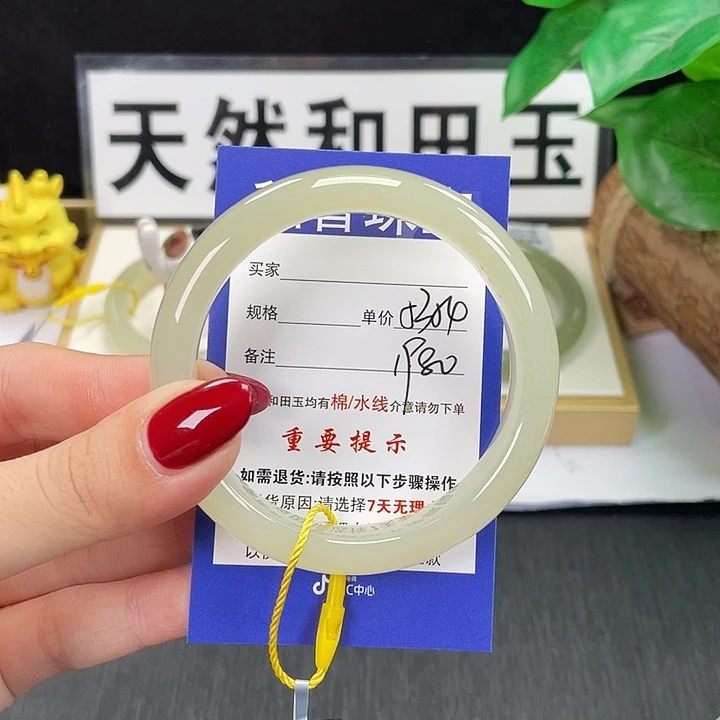 天然和田玉
买家
规格 单价
备注
和田玉均有棉/水线介意请勿下单
重要提示
如需退货:请按照以下步骤操作
货原因:请选择7天无理
C中心